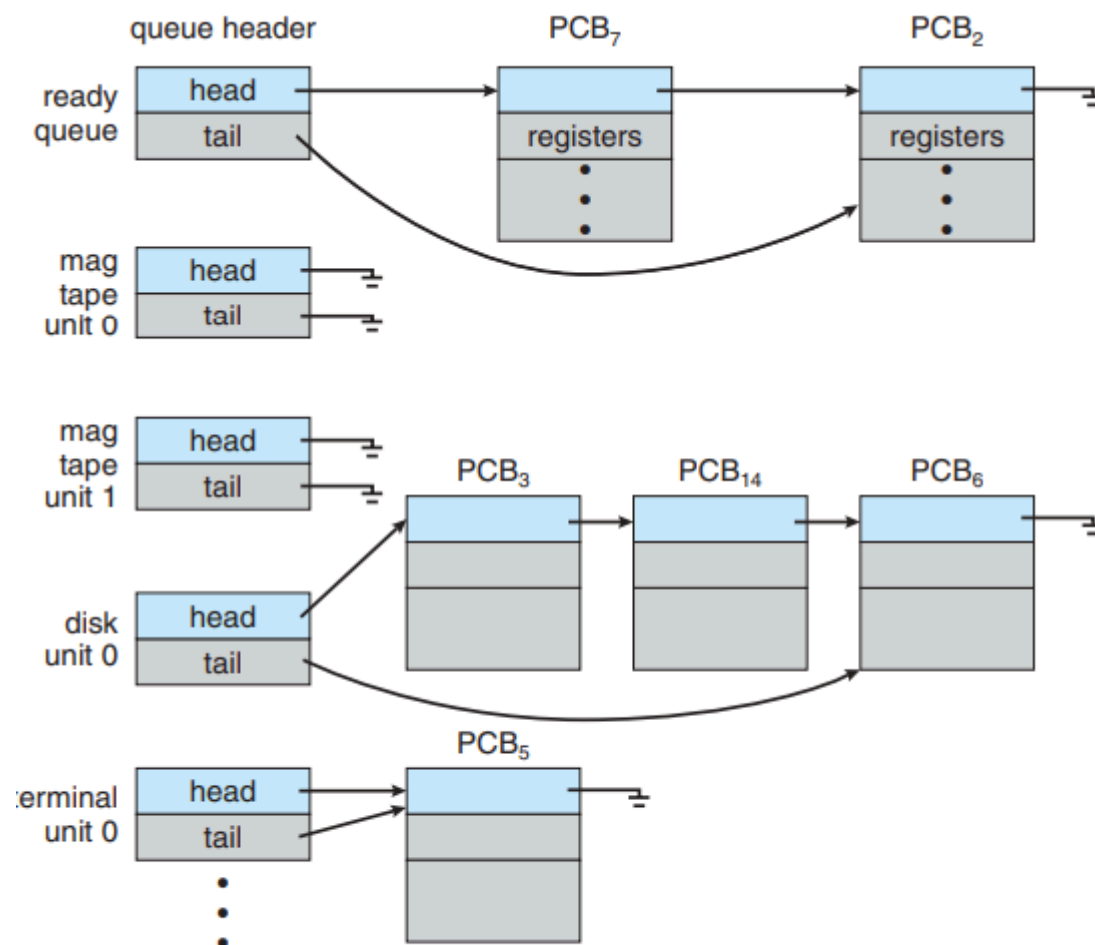 queue header PCB7 PCB2
ready
queue
head
tail
registers
registers
mag
tape
unit 0
head
tail
mag
tape
unit 1
head
tail
PCB3 PCB14 PCB6
disk
unit 0
head
tail
PCB5
erminal
unit 0
head
tail